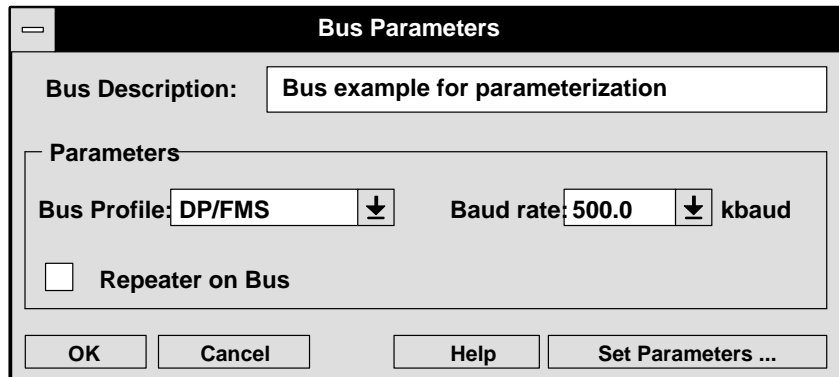 Bus Parameters
Bus Description: Bus example for parameterization
Parameters
Bus Profile: DP/FMS Baud rate: 500.0 kbaud
Repeater on Bus
OK Cancel Help Set Parameters ...